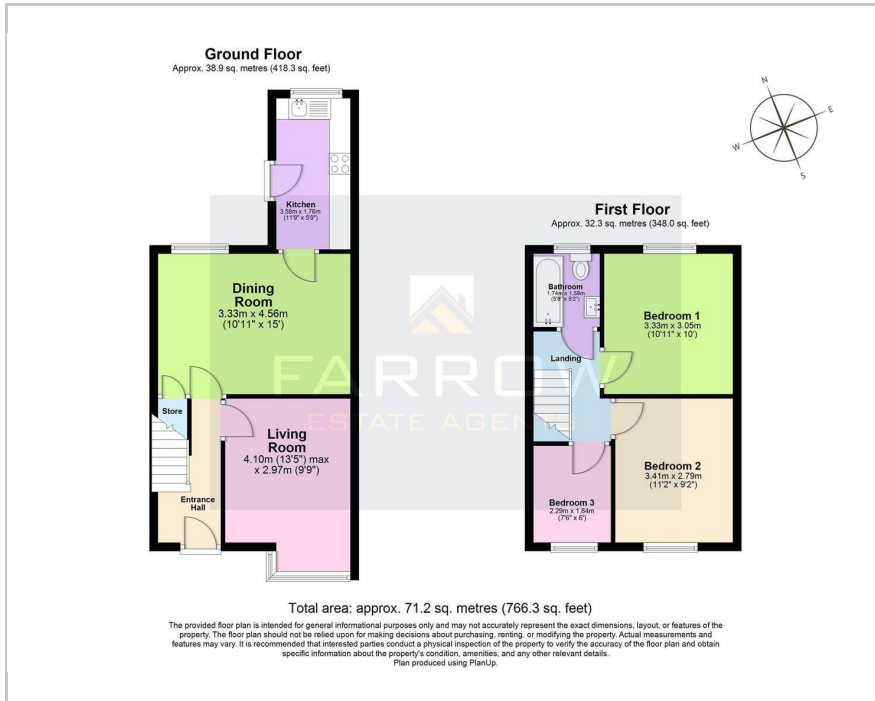 Ground Floor
Approx. 38.9 sq. metres (418.3 sq. feet)
N
E
W
S
Kitchen
3.58m x 1.76m
(11'9" x 5'9")
First Floor
Approx. 32.3 sq. metres (348.0 sq. feet)
Dining
Room
3.33m x 4.56m
(10'11" x 15')
Bathroom
1.74m x 1.58m
(5'8" x 5'2")
Bedroom 1
3.33m x 3.05m
(10'11" x 10')
Landing
FARROW
ESTATE AGENTS
Store
Living
Room
4.10m (13'5") max
x 2.97m (9'9")
Bedroom 2
3.41m x 2.79m
(11'2" x 9'2")
Entrance
Hall
Bedroom 3
2.29m x 1.84m
(7'6" x 6')
Total area: approx. 71.2 sq. metres (766.3 sq. feet)
The provided floor plan is intended for general informational purposes only and may not accurately represent the exact dimensions, layout, or features of the
property. The floor plan should not be relied upon for making decisions about purchasing, renting, or modifying the property. Actual measurements and
features may vary. It is recommended that interested parties conduct a physical inspection of the property to verify the accuracy of the floor plan and obtain
specific information about the property's condition, amenities, and any other relevant details.
Plan produced using PlanUp.